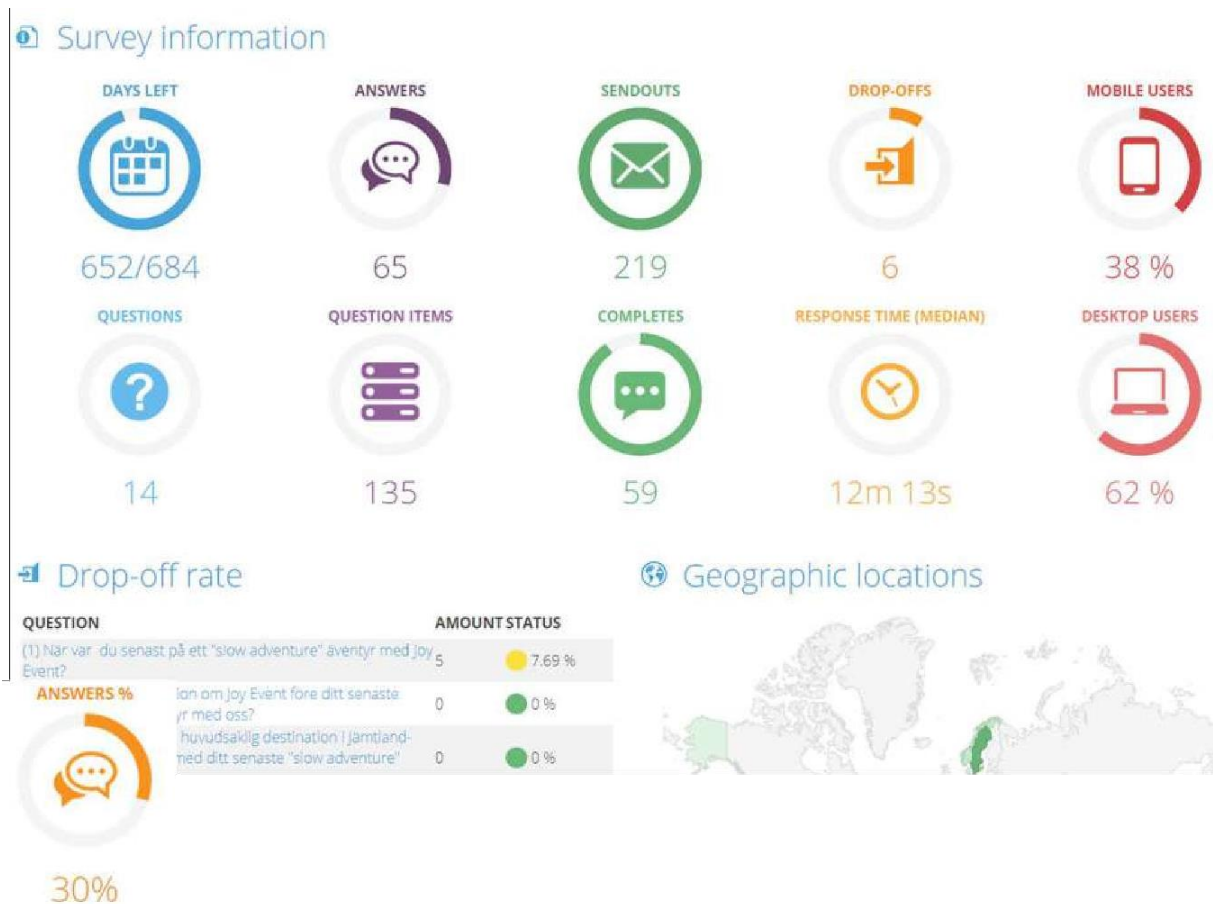 Survey information
DAYS LEFT
ANSWERS
SENDOUTS
DROP-OFFS
MOBILE USERS
652/684
65
219
6
38 %
QUESTIONS
QUESTION ITEMS
COMPLETES
RESPONSE TIME (MEDIAN)
DESKTOP USERS
14
135
59
12m 13s
62 %
Drop-off rate
Geographic locations
QUESTION
AMOUNT STATUS
(1) När var du senast på ett "slow adventure" äventyr med Joy
Event?
5
7.69 %
ion om Joy Event före ditt senaste
yr med oss?
0
0 %
huvudsaklig destination i Jämtland-
med ditt senaste "slow adventure"
0
0 %
ANSWERS %
30%